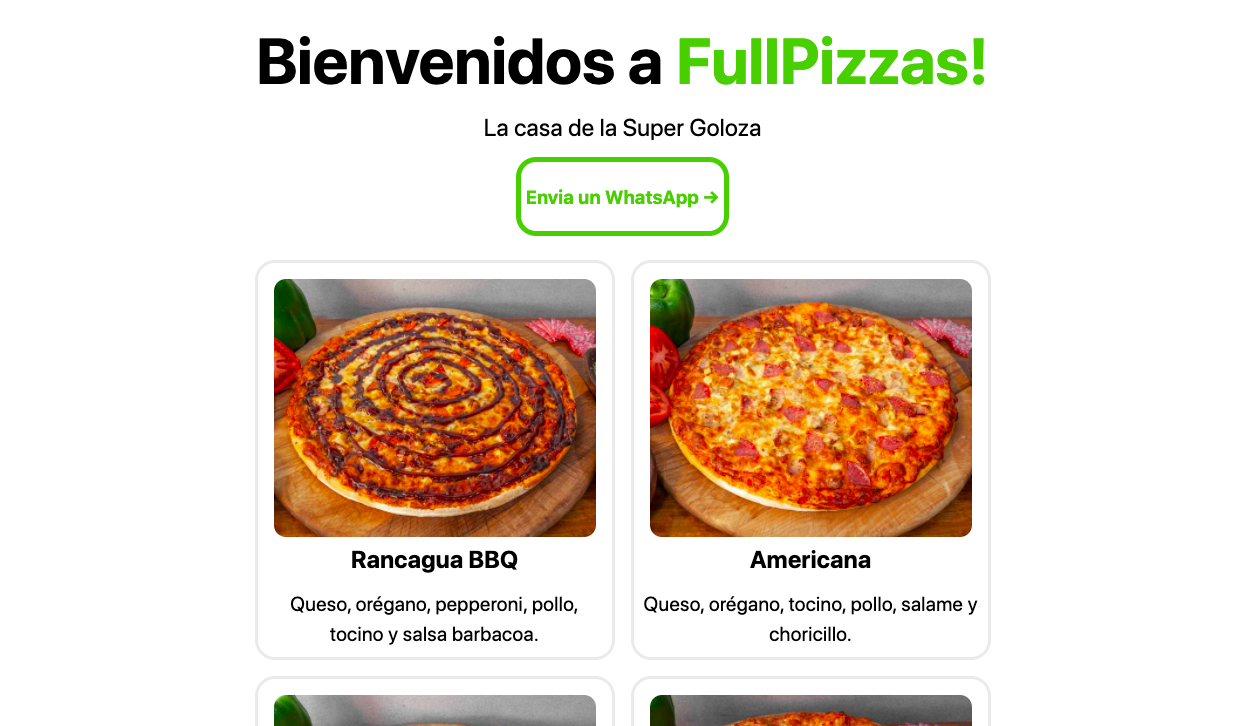 Bienvenidos a FullPizzas!
La casa de la Super Goloza
Envia un WhatsApp →
Rancagua BBQ
Queso, orégano, pepperoni, pollo,
tocino y salsa barbacoa.
Americana
Queso, orégano, tocino, pollo, salame y
choricillo.